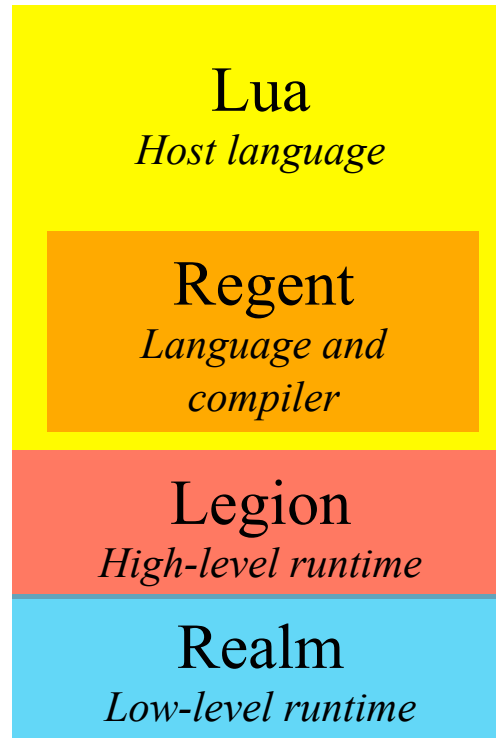 Lua
Host language
Regent
Language and
compiler
Legion
High-level runtime
Realm
Low-level runtime